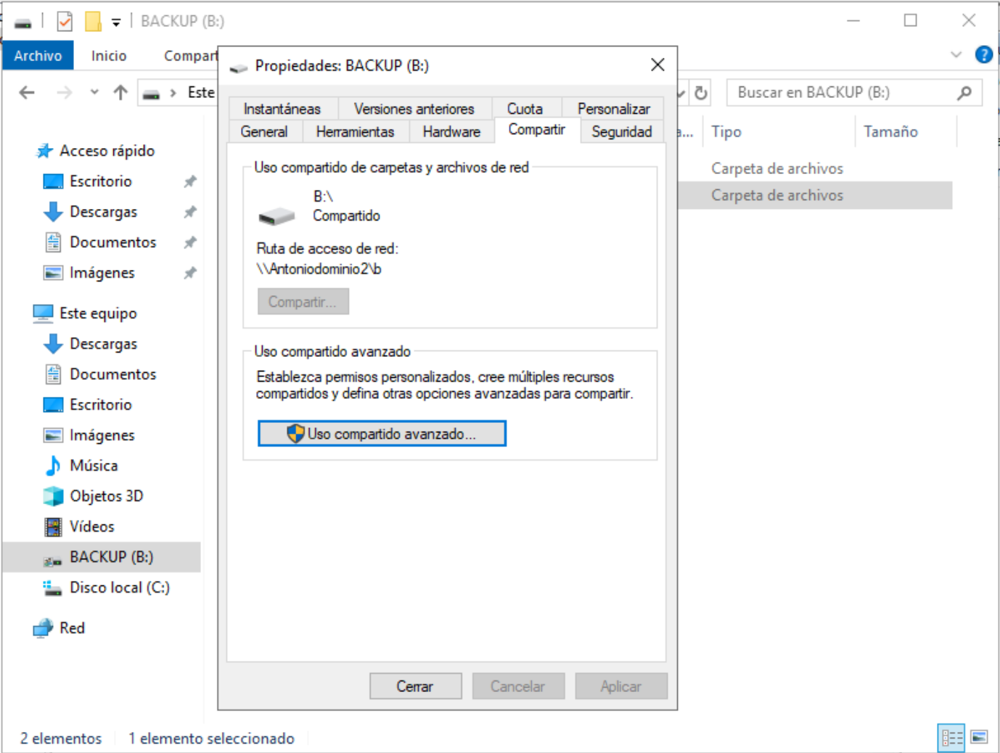 BACKUP (B:)
Archivo
Inicio
Compart
Propiedades: BACKUP (B:)
Este
Buscar en BACKUP (B:)
Instantáneas
Versiones anteriores
Cuota
Personalizar
General
Herramientas
Hardware
Compartir
Seguridad
a...
Tipo
Tamaño
Carpeta de archivos
Carpeta de archivos
Acceso rápido
Escritorio
Descargas
Documentos
Imágenes
Este equipo
Descargas
Documentos
Escritorio
Imágenes
Música
Objetos 3D
Vídeos
BACKUP (B:)
Disco local (C:)
Red
Uso compartido de carpetas y archivos de red
B:\
Compartido
Ruta de acceso de red:
\\Antoniodominio2\b
Compartir...
Uso compartido avanzado
Establezca permisos personalizados, cree múltiples recursos
compartidos y defina otras opciones avanzadas para compartir.
Uso compartido avanzado...
Cerrar
Cancelar
Aplicar
2 elementos
1 elemento seleccionado